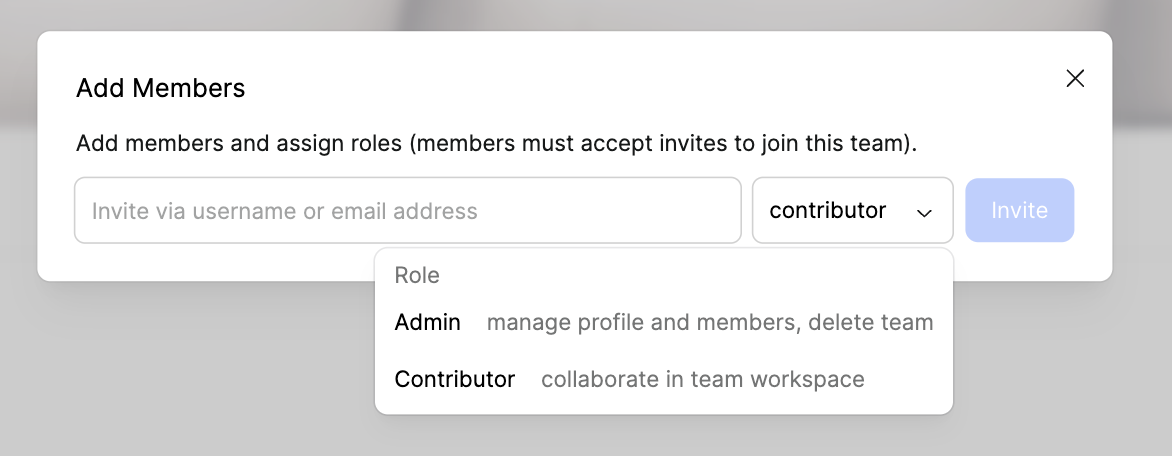 Add Members
Add members and assign roles (members must accept invites to join this team).
Invite via username or email address contributor Invite
Role
Admin manage profile and members, delete team
Contributor collaborate in team workspace